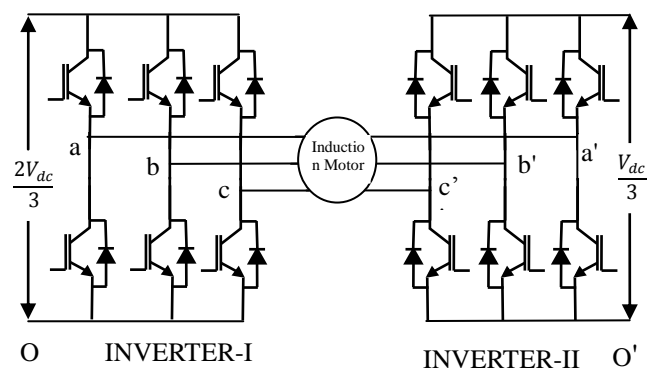 a
b
c
2V_dc/3
Inductio
n Motor
a'
b'
c’
V_dc/3
O
INVERTER-I
INVERTER-II
O'